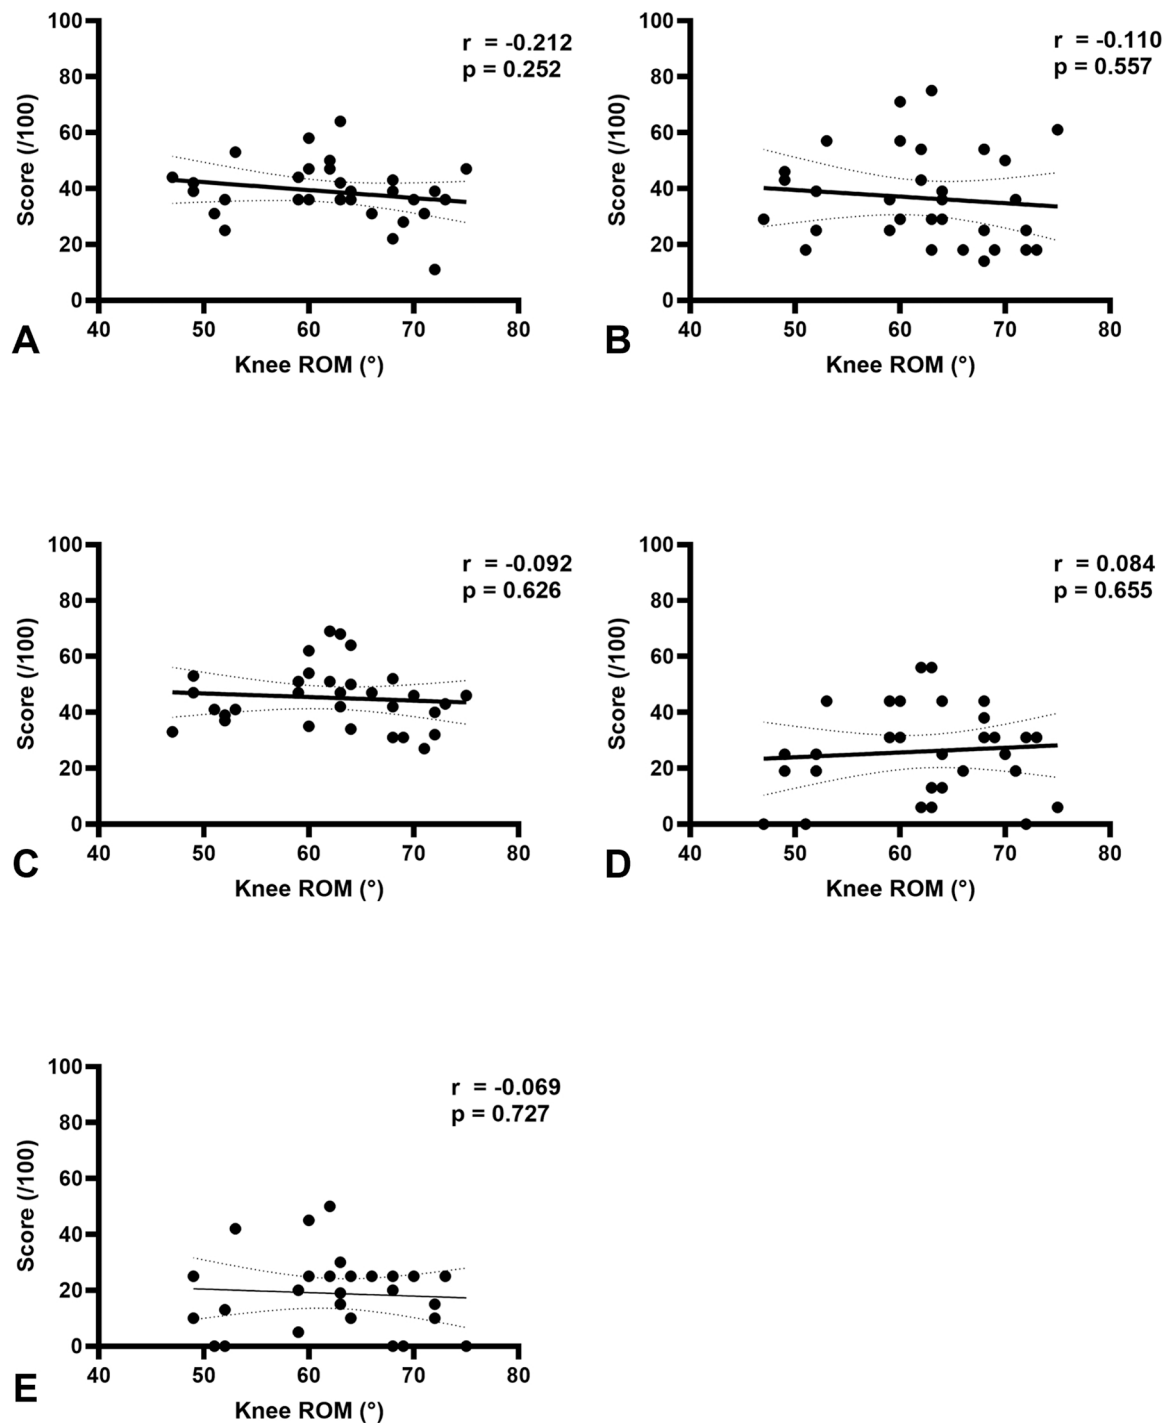 100
80
60
40
20
0
Score (/100)
r = -0.212
p = 0.252
40 50 60 70 80
Knee ROM (°)
A
100
80
60
40
20
0
Score (/100)
r = -0.110
p = 0.557
40 50 60 70 80
Knee ROM (°)
B
100
80
60
40
20
0
Score (/100)
r = -0.092
p = 0.626
40 50 60 70 80
Knee ROM (°)
C
100
80
60
40
20
0
Score (/100)
r = 0.084
p = 0.655
40 50 60 70 80
Knee ROM (°)
D
100
80
60
40
20
0
Score (/100)
r = -0.069
p = 0.727
40 50 60 70 80
Knee ROM (°)
E